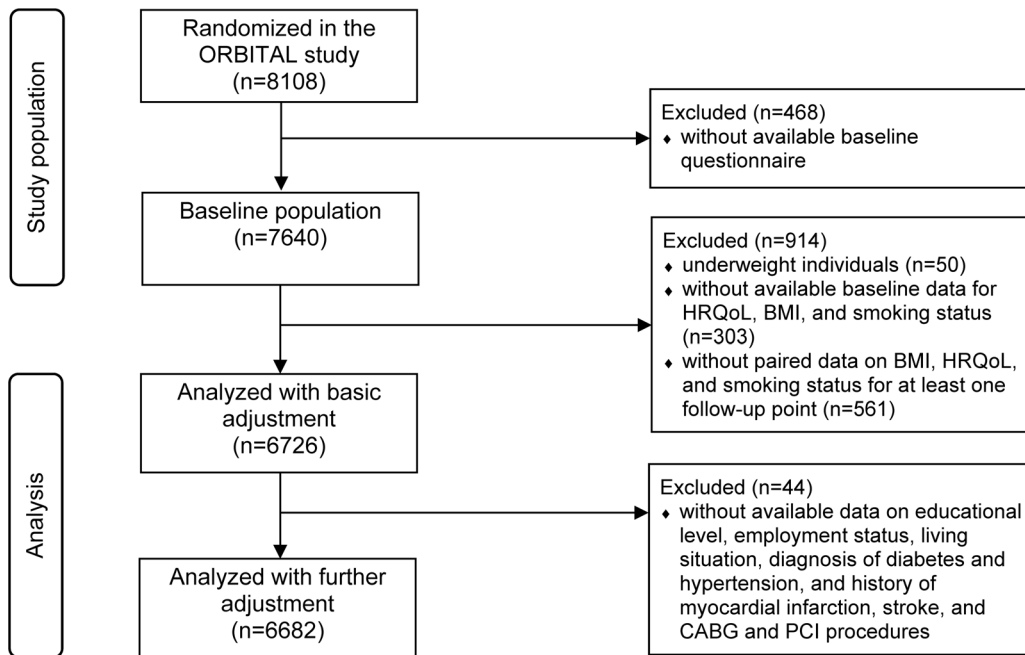 Study population
Randomized in the
ORBITAL study
(n=8108)
Excluded (n=468)
♦ without available baseline
questionnaire
Baseline population
(n=7640)
Excluded (n=914)
♦ underweight individuals (n=50)
♦ without available baseline data for
HRQoL, BMI, and smoking status
(n=303)
♦ without paired data on BMI, HRQoL,
and smoking status for at least one
follow-up point (n=561)
Analysis
Analyzed with basic
adjustment
(n=6726)
Excluded (n=44)
♦ without available data on educational
level, employment status, living
situation, diagnosis of diabetes and
hypertension, and history of
myocardial infarction, stroke, and
CABG and PCI procedures
Analyzed with further
adjustment
(n=6682)